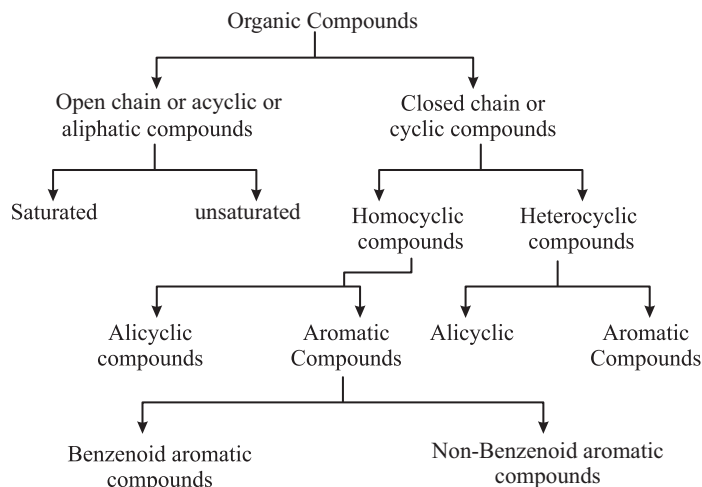 Organic Compounds
Open chain or acyclic or
aliphatic compounds
Closed chain or
cyclic compounds
Saturated
unsaturated
Homocyclic
compounds
Heterocyclic
compounds
Alicyclic
compounds
Aromatic
Compounds
Alicyclic
Aromatic
Compounds
Benzenoid aromatic
compounds
Non-Benzenoid aromatic
compounds